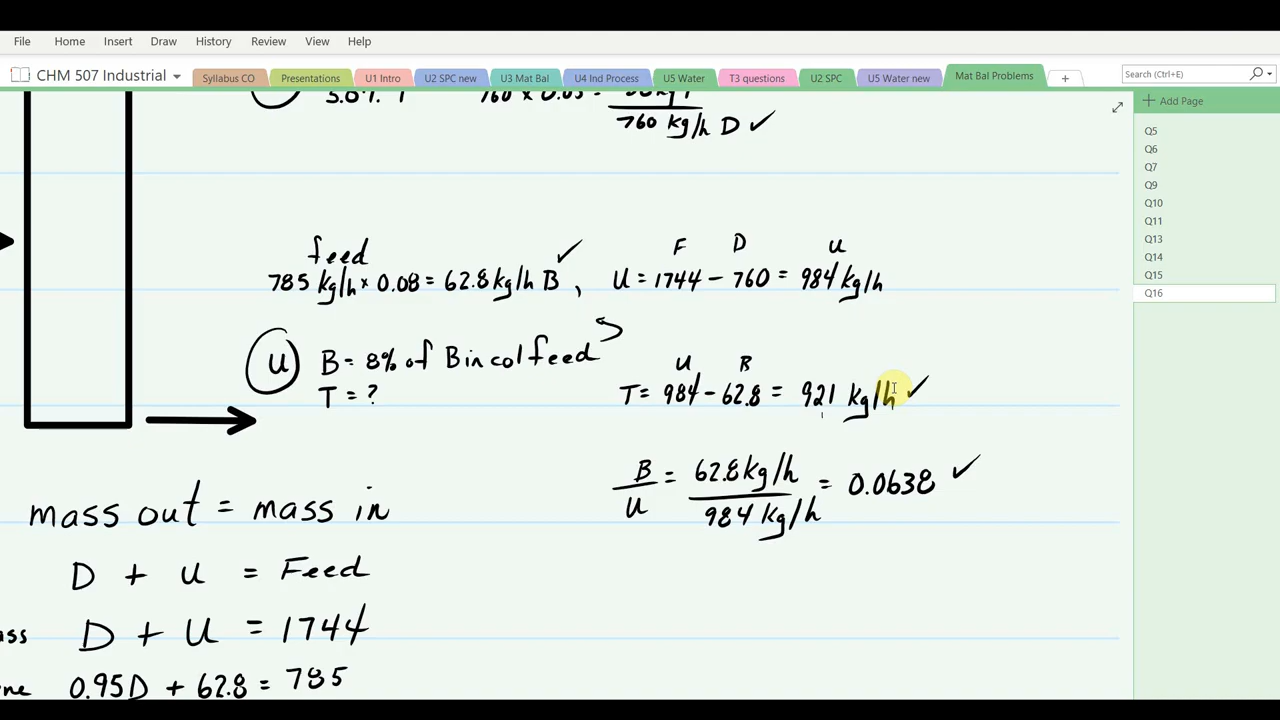 File Home Insert Draw History Review View Help
CHM 507 Industrial Syllabus CO Presentations U1 Intro U2 SPC new U3 Mat Bal U4 Ind Process U5 Water T3 questions U2 SPC U5 Water new Mat Bal Problems + Search (Ctrl+E)
Add Page
Q5
Q6
Q7
Q9
Q10
Q11
Q13
Q14
Q15
Q16
760 × 0.05 =
760 kg/h D ✓
feed
785 kg/h × 0.08 = 62.8 kg/h B ✓ ,
F D U
U = 1744 - 760 = 984 kg/h
U B = 8% of B in col feed
T = ?
U B
T = 984 - 62.8 = 921 kg/h ✓
B/U = 62.8 kg/h / 984 kg/h = 0.0638 ✓
mass out = mass in
D + U = Feed
D + U = 1744
0.95D + 62.8 = 785